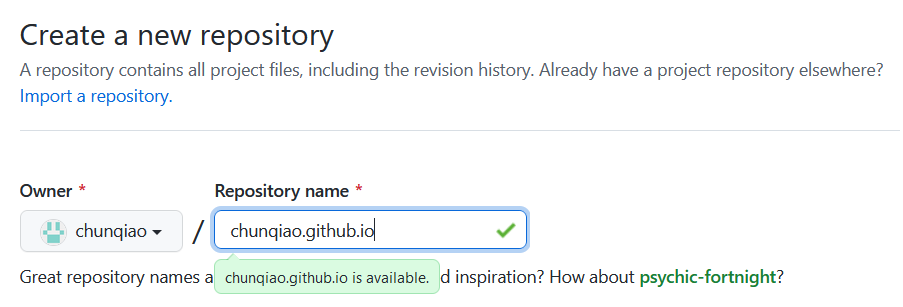 Create a new repository
A repository contains all project files, including the revision history. Already have a project repository elsewhere?
Import a repository.
Owner * Repository name *
chunqiao / chunqiao.github.io
Great repository names a d inspiration? How about psychic-fortnight?
chunqiao.github.io is available.